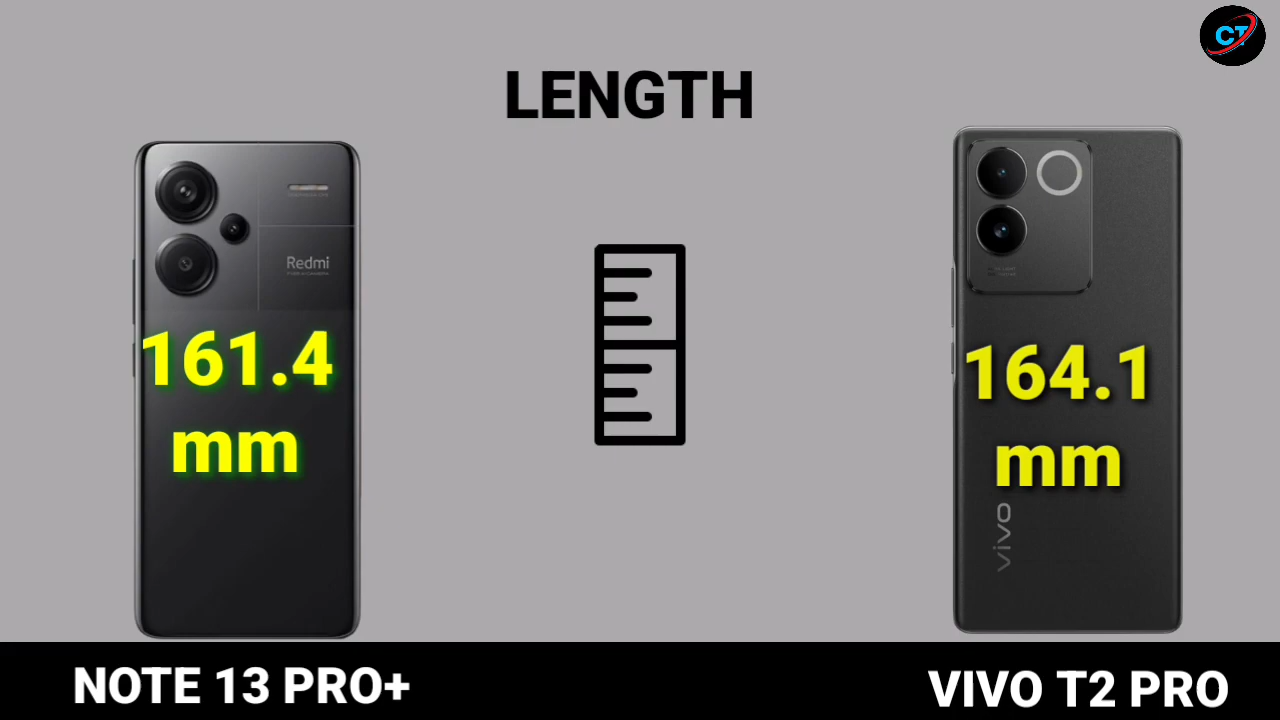 CT
LENGTH
Redmi
161.4
mm
164.1
mm
vivo
NOTE 13 PRO+
VIVO T2 PRO